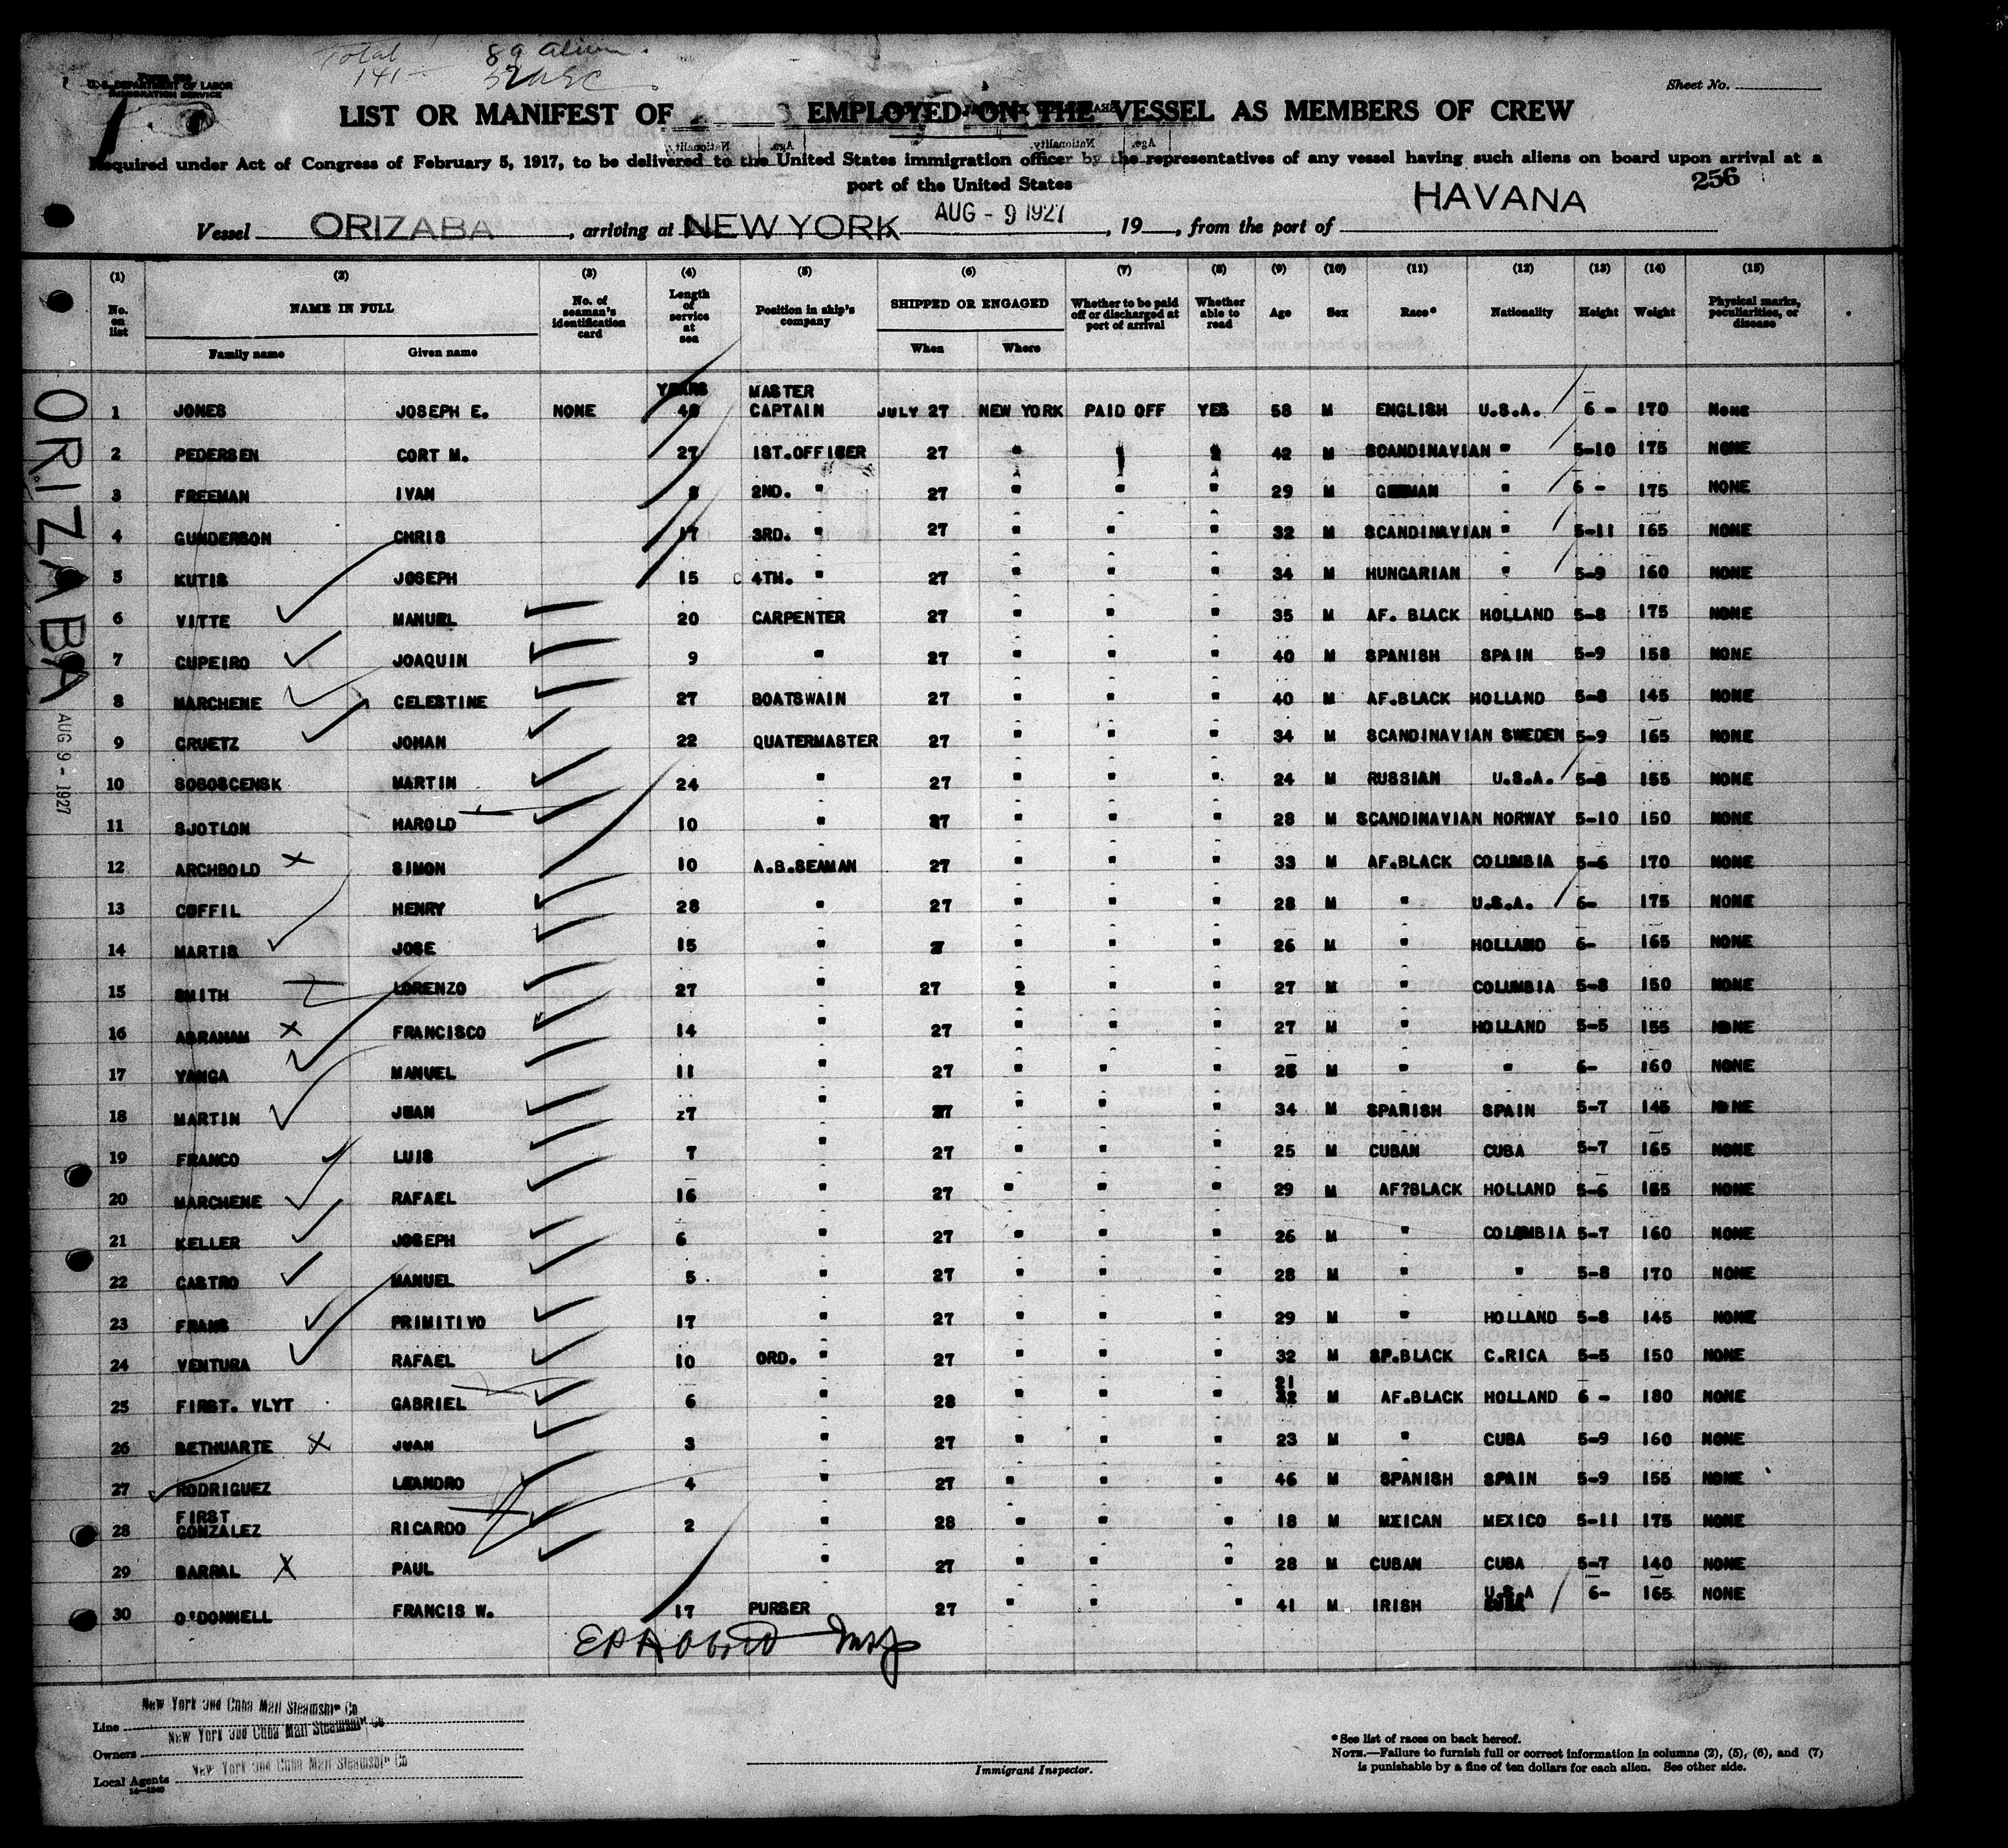 Total 89 Alien.
141 - 52 USC
U. S. DEPARTMENT OF LABOR
IMMIGRATION SERVICE
Sheet No.
LIST OR MANIFEST OF EMPLOYED ON THE VESSEL AS MEMBERS OF CREW
Required under Act of Congress of February 5, 1917, to be delivered to the United States immigration officer by the representatives of any vessel having such aliens on board upon arrival at a
port of the United States
256
Vessel ORIZABA, arriving at NEW YORK AUG - 9 1927, 19, from the port of HAVANA
ORIZABA
AUG 9 - 1927
(1) (2) (3) (4) (5) (6) (7) (8) (9) (10) (11) (12) (13) (14) (15)
No. on list NAME IN FULL Family name Given name No. of seaman's identification card Length of service at sea Position in ship's company SHIPPED OR ENGAGED When Where Whether to be paid off or discharged at port of arrival Whether able to read Age Sex Race* Nationality Height Weight Physical marks, peculiarities, or disease
YEARS MASTER
1 JONES JOSEPH E. NONE 40 CAPTAIN JULY 27 NEW YORK PAID OFF YES 58 M ENGLISH U.S.A. 6 - 170 None
2 PEDERSEN CORT M. 27 1ST.OFFICER 27 " " " 42 M SCANDINAVIAN " 5-10 175 NONE
3 FREEMAN IVAN 8 2ND. " 27 " " " 29 M GERMAN " 6 - 175 NONE
4 GUNDERSON CHRIS 17 3RD. " 27 " " " 32 M SCANDINAVIAN " 5-11 165 NONE
5 KUTIS JOSEPH 15 4TH. " 27 " " " 34 M HUNGARIAN " 5-9 160 NONE
6 VITTE MANUEL 20 CARPENTER 27 " " " 35 M AF. BLACK HOLLAND 5-8 175 NONE
7 CUPEIRO JOAQUIN 9 " 27 " " " 40 M SPANISH SPAIN 5-9 158 NONE
8 MARCHENE CELESTINE 27 BOATSWAIN 27 " " " 40 M AF.BLACK HOLLAND 5-8 145 NONE
9 CRUETZ JOHAN 22 QUATERMASTER 27 " " " 34 M SCANDINAVIAN SWEDEN 5-9 165 NONE
10 SOBOSCENSK MARTIN 24 " 27 " " " 24 M RUSSIAN U.S.A. 5-8 155 NONE
11 SJOTLON HAROLD 10 " 27 " " " 28 M SCANDINAVIAN NORWAY 5-10 150 NONE
12 ARCHBOLD SIMON 10 A.B.SEAMAN 27 " " " 33 M AF.BLACK COLUMBIA 5-6 170 NONE
13 COFFIL HENRY 28 " 27 " " " 28 M " U.S.A. 6- 175 NONE
14 MARTIS JOSE 15 " 7 " " " 26 M " HOLLAND 6- 165 NONE
15 SMITH LORENZO 27 " 27 2 " " 27 M " COLUMBIA 5-8 150 NONE
16 ABRAHAM FRANCISCO 14 " 27 " " " 27 M " HOLLAND 5-5 155 NONE
17 YANGA MANUEL 11 " 27 " " " 25 M " " 6- 160 NONE
18 MARTIN JUAN 27 " 27 " " " 34 M SPANISH SPAIN 5-7 145 NONE
19 FRANCO LUIS 7 " 27 " " " 25 M CUBAN CUBA 5-7 165 NONE
20 MARCHENE RAFAEL 16 " 27 " " " 29 M AF?BLACK HOLLAND 5-6 165 NONE
21 KELLER JOSEPH 6 " 27 " " " 26 M " COLUMBIA 5-7 160 NONE
22 CASTRO MANUEL 5 " 27 " " " 28 M " " 5-8 170 NONE
23 FRANS PRIMITIVO 17 " 27 " " " 29 M " HOLLAND 5-8 145 NONE
24 VENTURA RAFAEL 10 ORD. " 27 " " " 32 M SP.BLACK C.RICA 5-5 150 NONE
25 FIRST. VLYT GABRIEL 6 " 28 " " " 21 M AF.BLACK HOLLAND 6 - 180 NONE
26 BETHUARTE JUAN 3 " 27 " " " 23 M " CUBA 5-9 160 NONE
27 RODRIGUEZ LEANDRO 4 " 27 " " " 46 M SPANISH SPAIN 5-9 155 NONE
28 FIRST GONZALEZ RICARDO 2 " 28 " " " 18 M MEICAN MEXICO 5-11 175 NONE
29 BARRAL PAUL " 27 " " " 28 M CUBAN CUBA 5-7 140 NONE
30 O'DONNELL FRANCIS W. 17 PURSER 27 " " " 41 M IRISH U.S.A 6- 165 NONE
Line New York and Cuba Mail Steamship Co
Owners New York and Cuba Mail Steamship Co
Local Agents New York and Cuba Mail Steamship Co
Immigrant Inspector.
*See list of races on back hereof.
NOTE.—Failure to furnish full or correct information in columns (2), (5), (6), and (7)
is punishable by a fine of ten dollars for each alien. See other side.